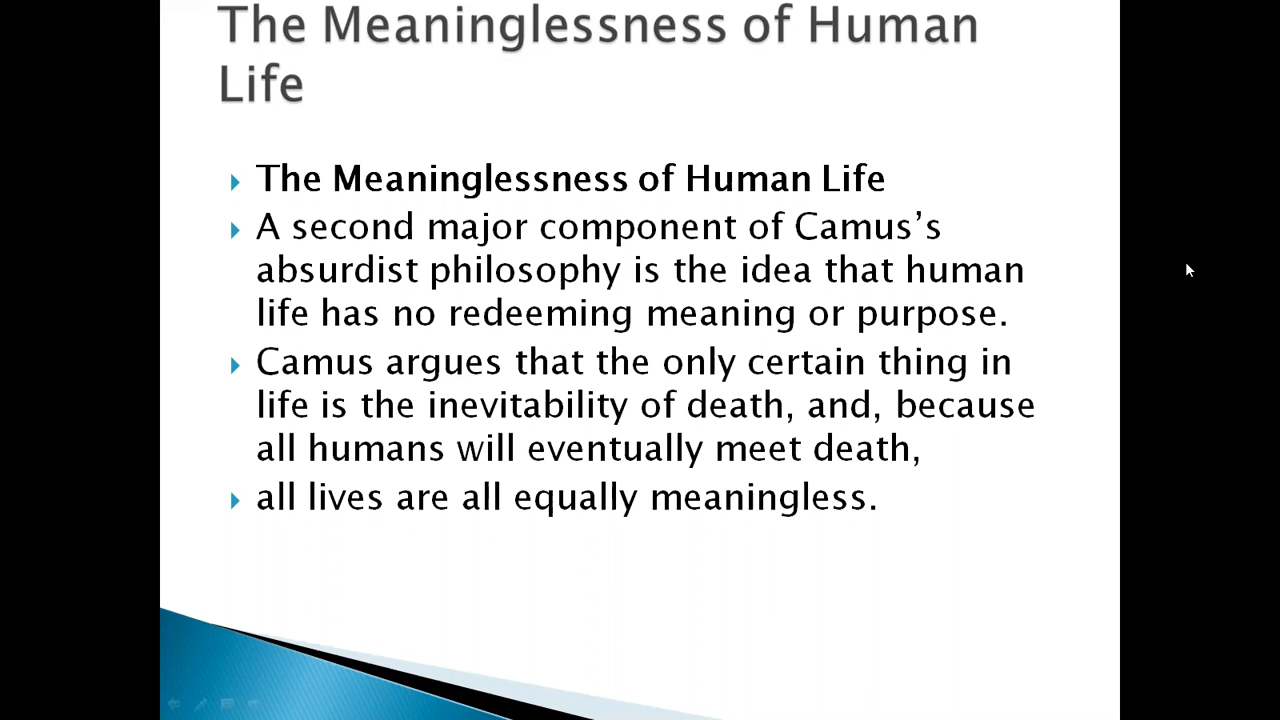 The Meaninglessness of Human
Life
The Meaninglessness of Human Life
A second major component of Camus’s
absurdist philosophy is the idea that human
life has no redeeming meaning or purpose.
Camus argues that the only certain thing in
life is the inevitability of death, and, because
all humans will eventually meet death,
all lives are all equally meaningless.